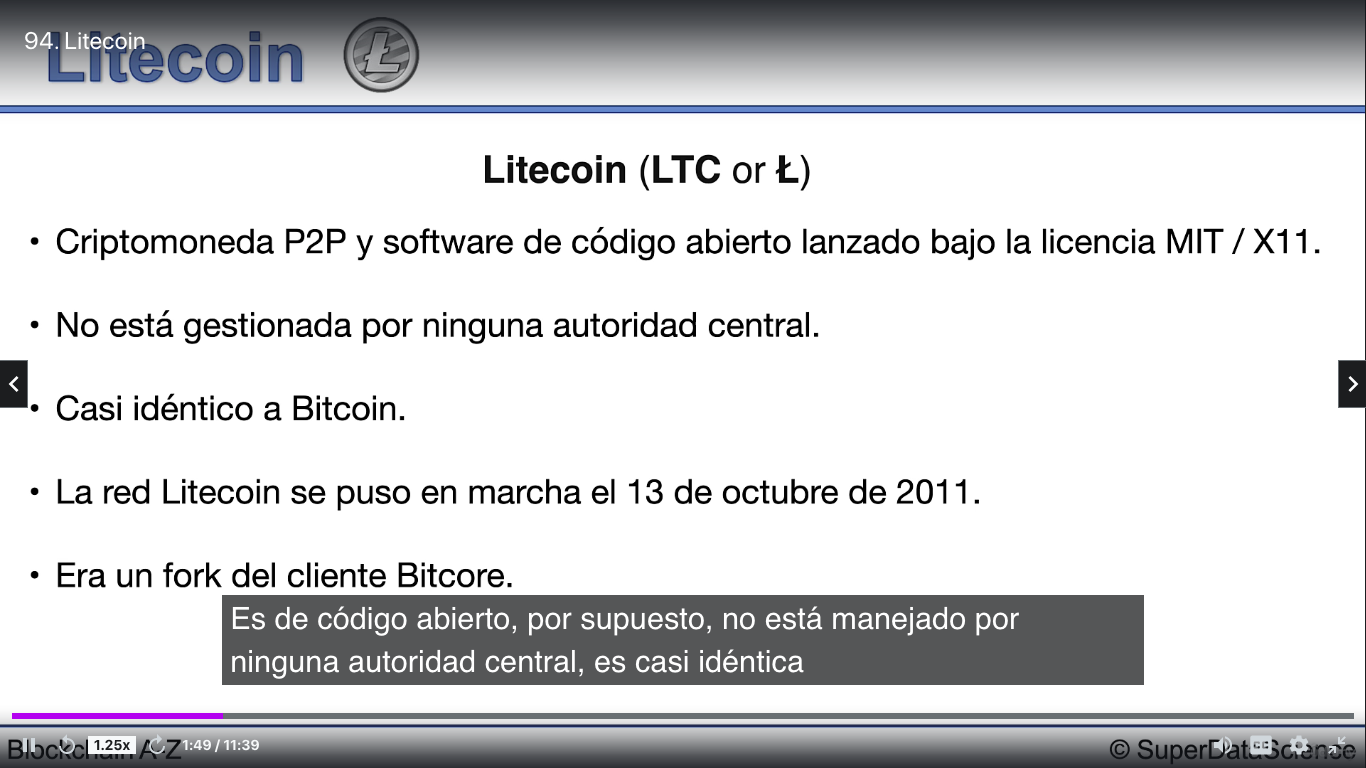 94. Litecoin
Litecoin
Litecoin (LTC or Ł)
• Criptomoneda P2P y software de código abierto lanzado bajo la licencia MIT / X11.
• No está gestionada por ninguna autoridad central.
• Casi idéntico a Bitcoin.
• La red Litecoin se puso en marcha el 13 de octubre de 2011.
• Era un fork del cliente Bitcore.
Es de código abierto, por supuesto, no está manejado por
ninguna autoridad central, es casi idéntica
Blockchain A-Z
1.25x
1:49 / 11:39
© SuperDataScience